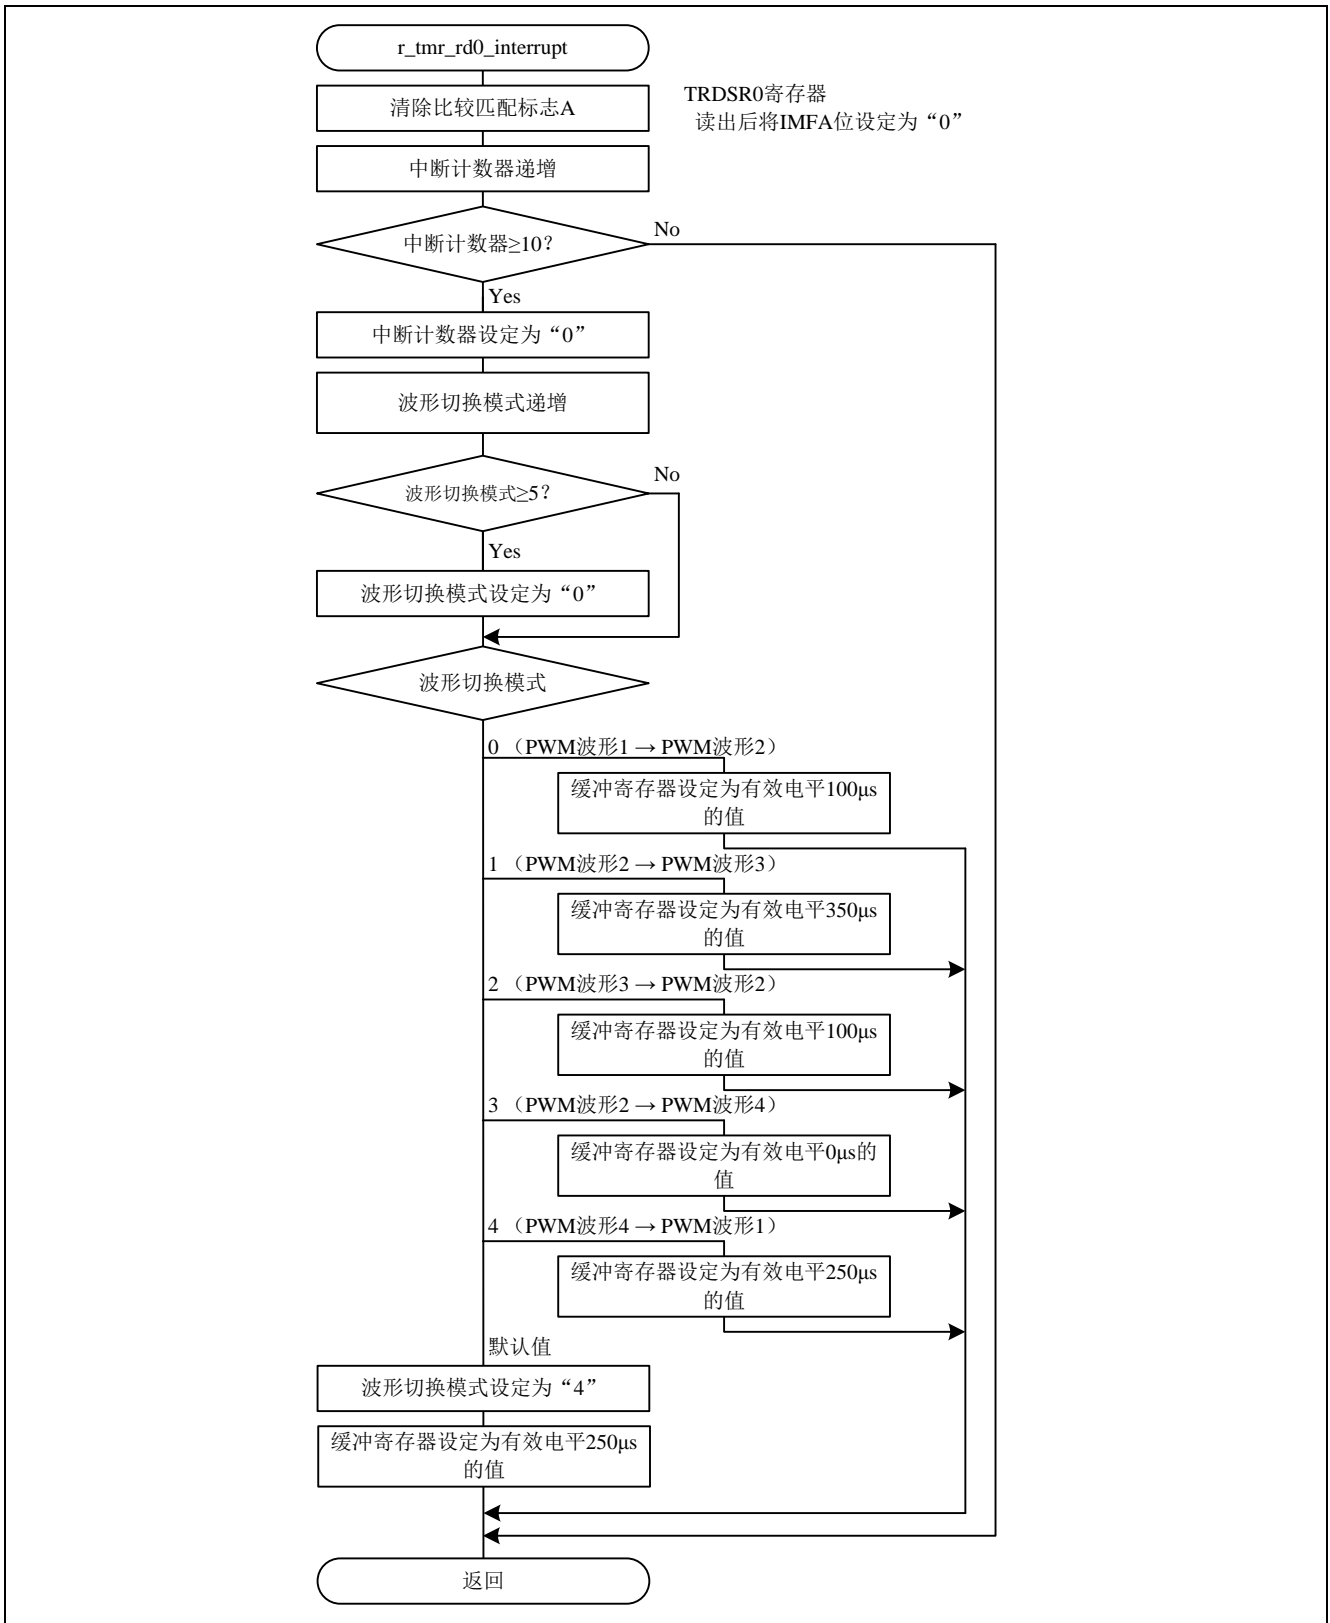 r_tmr_rd0_interrupt
清除比较匹配标志A
TRDSR0寄存器
读出后将IMFA位设定为“0”
中断计数器递增
中断计数器≥10？
No
Yes
中断计数器设定为“0”
波形切换模式递增
波形切换模式≥5？
No
Yes
波形切换模式设定为“0”
波形切换模式
0 （PWM波形1 → PWM波形2）
缓冲寄存器设定为有效电平100μs
的值
1 （PWM波形2 → PWM波形3）
缓冲寄存器设定为有效电平350μs
的值
2 （PWM波形3 → PWM波形2）
缓冲寄存器设定为有效电平100μs
的值
3 （PWM波形2 → PWM波形4）
缓冲寄存器设定为有效电平0μs的
值
4 （PWM波形4 → PWM波形1）
缓冲寄存器设定为有效电平250μs
的值
默认值
波形切换模式设定为“4”
缓冲寄存器设定为有效电平250μs
的值
返回